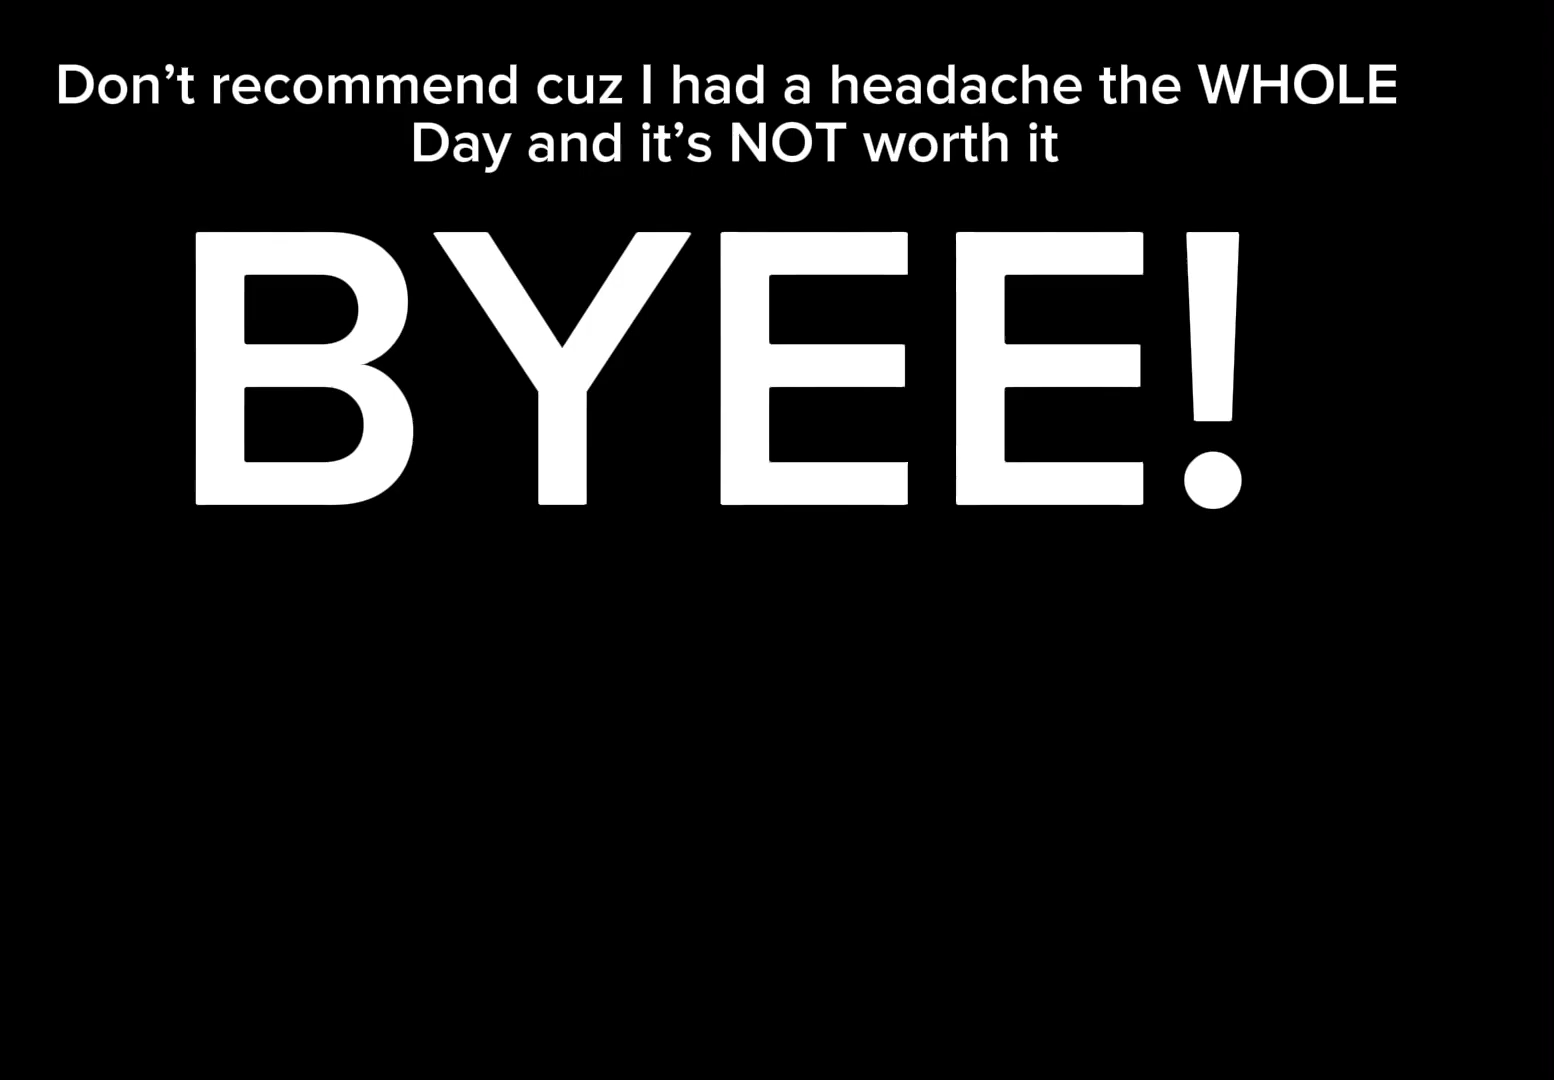 Don’t recommend cuz I had a headache the WHOLE
Day and it’s NOT worth it
BYEE!